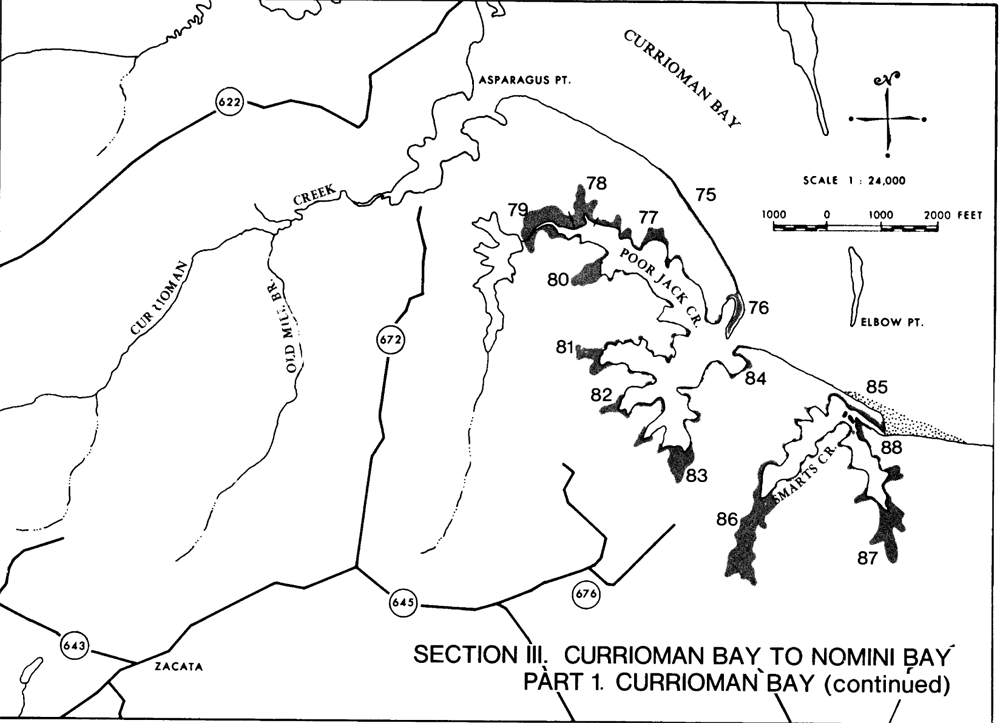 CURRIOMAN BAY
N
ASPARAGUS PT.
622
SCALE 1 : 24,000
78
75
CREEK
79
77
1000 0 1000 2000 FEET
POOR JACK CR.
80
CURRIOMAN
OLD MILL BR.
76
ELBOW PT.
672
81
84
85
82
88
83
SMARTS CR.
86
87
645
676
643
ZACATA
SECTION III. CURRIOMAN BAY TO NOMINI BAY
PART 1. CURRIOMAN BAY (continued)